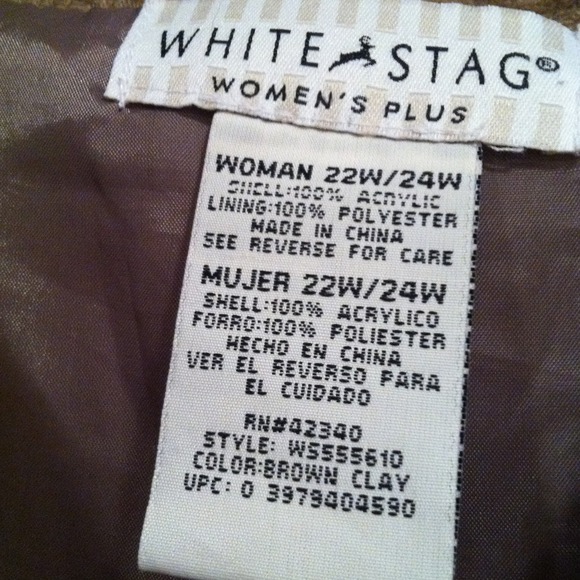 WHITE STAG®
WOMEN'S PLUS
WOMAN 22W/24W
SHELL:100% ACRYLIC
LINING:100% POLYESTER
MADE IN CHINA
SEE REVERSE FOR CARE
MUJER 22W/24W
SHELL:100% ACRYLICO
FORRO:100% POLIESTER
HECHO EN CHINA
VER EL REVERSO PARA
EL CUIDADO
RN#42340
STYLE: WS555610
COLOR:BROWN CLAY
UPC: 0 3979404590